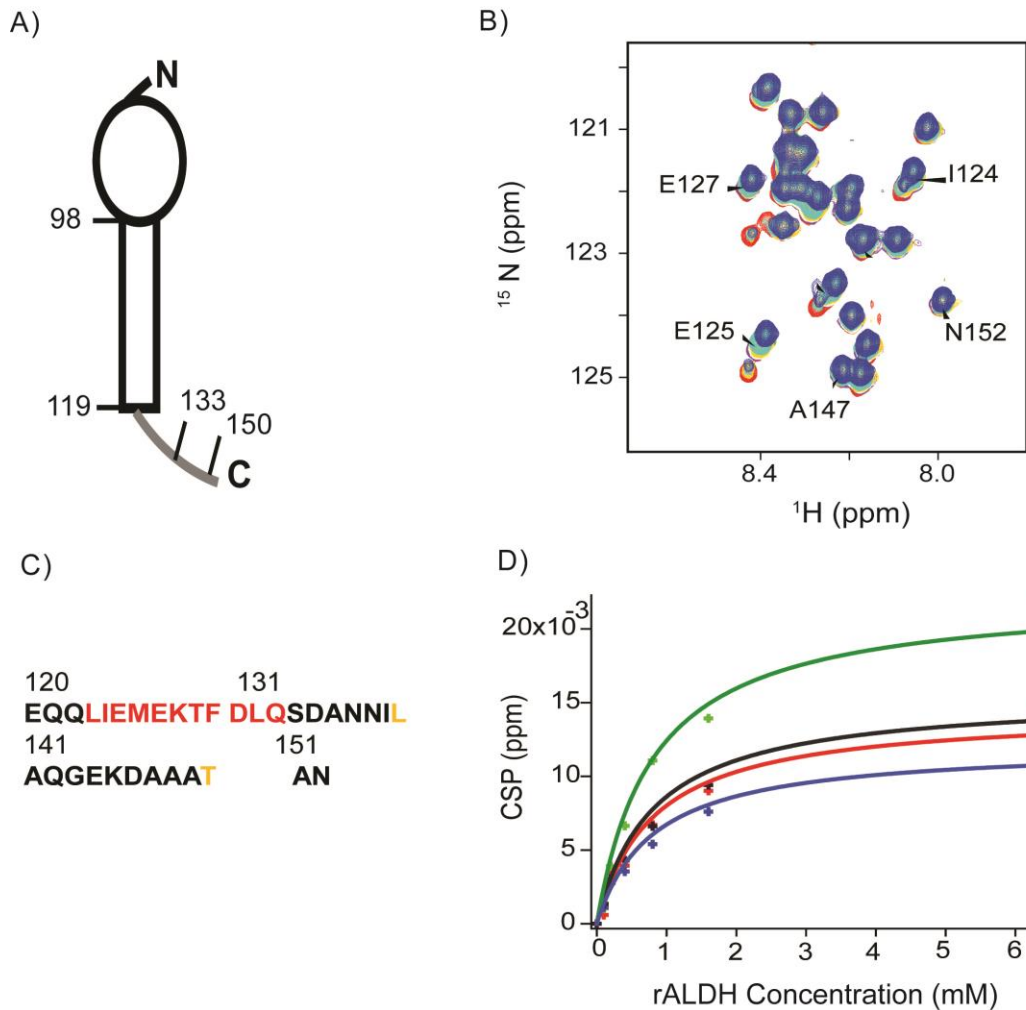 A)
N
98
119
133
150
C
B)
121
123
125
¹⁵N (ppm)
E127
I124
E125
N152
A147
8.4
8.0
¹H (ppm)
C)
120 131
EQQLIEMEKTF DLQSDANNIL
141 151
AQGEKDAAAT AN
D)
20x10⁻³
15
10
5
0
CSP (ppm)
0 1 2 3 4 5 6
rALDH Concentration (mM)